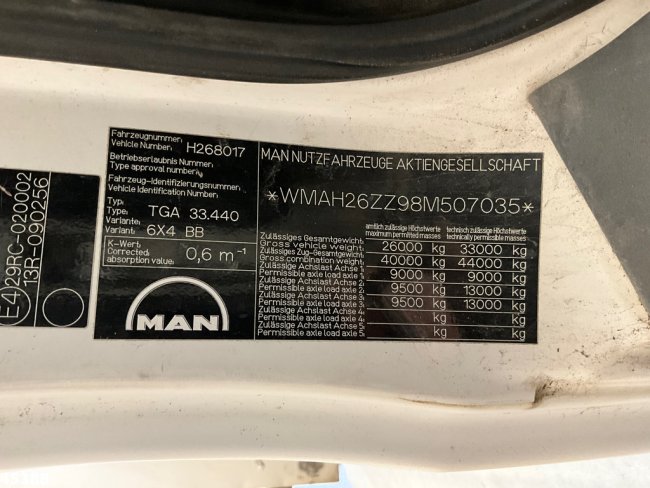 (E4) 29RC-020002
13R-090256
Fahrzeugnummer
Vehicle Number: H268017
Betriebserlaubnis Nummer:
Type approval number:
Fahrzeug-Identifizierungsnummer
Vehicle Identification Number:
Typ:
Type: TGA 33.440
Variante:
Variant: 6X4 BB
K-Wert:
Corrected
absorption value: 0,6 m⁻¹
MAN
MAN NUTZFAHRZEUGE AKTIENGESELLSCHAFT
*WMAH26ZZ98M507035*
amtlich zulässige Höchstwerte technisch zulässige Höchstwerte
maximum permitted masses technically permissible masses
Zulässiges Gesamtgewicht:
Gross vehicle weight: 26000 kg 33000 kg
Zulässiges Zug-Gesamtgewicht:
Gross combination weight: 40000 kg 44000 kg
Zulässige Achslast Achse 1:
Permissible axle load axle 1: 9000 kg 9000 kg
Zulässige Achslast Achse 2:
Permissible axle load axle 2: 9500 kg 13000 kg
Zulässige Achslast Achse 3:
Permissible axle load axle 3: 9500 kg 13000 kg
Zulässige Achslast Achse 4:
Permissible axle load axle 4: kg kg
Zulässige Achslast Achse 5:
Permissible axle load axle 5: kg kg